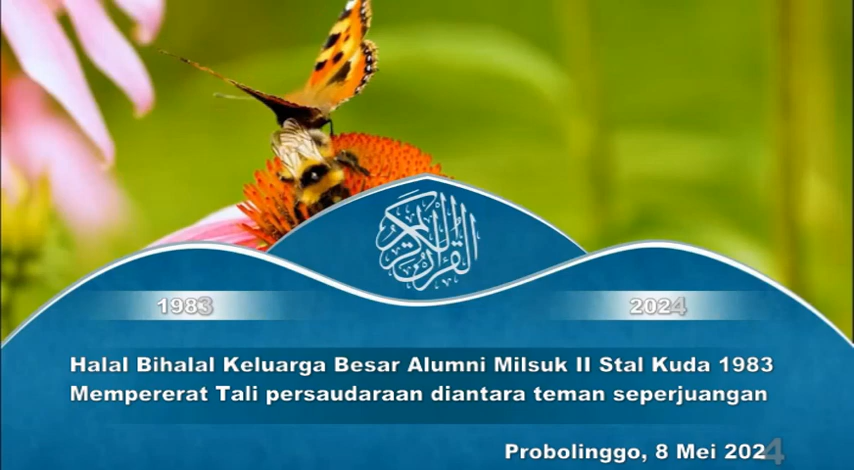 القرآن الكريم
1983
2024
Halal Bihalal Keluarga Besar Alumni Milsuk II Stal Kuda 1983
Mempererat Tali persaudaraan diantara teman seperjuangan
Probolinggo, 8 Mei 2024